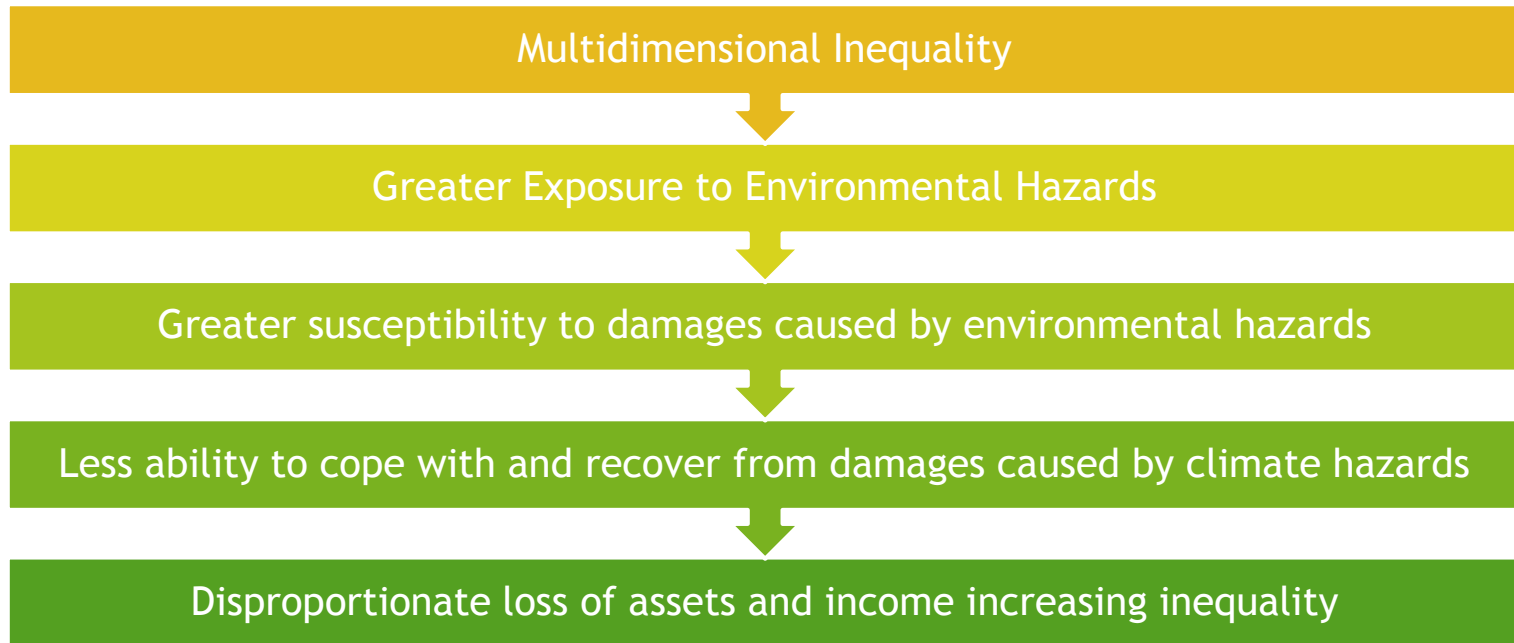 Multidimensional Inequality
Greater Exposure to Environmental Hazards
Greater susceptibility to damages caused by environmental hazards
Less ability to cope with and recover from damages caused by climate hazards
Disproportionate loss of assets and income increasing inequality